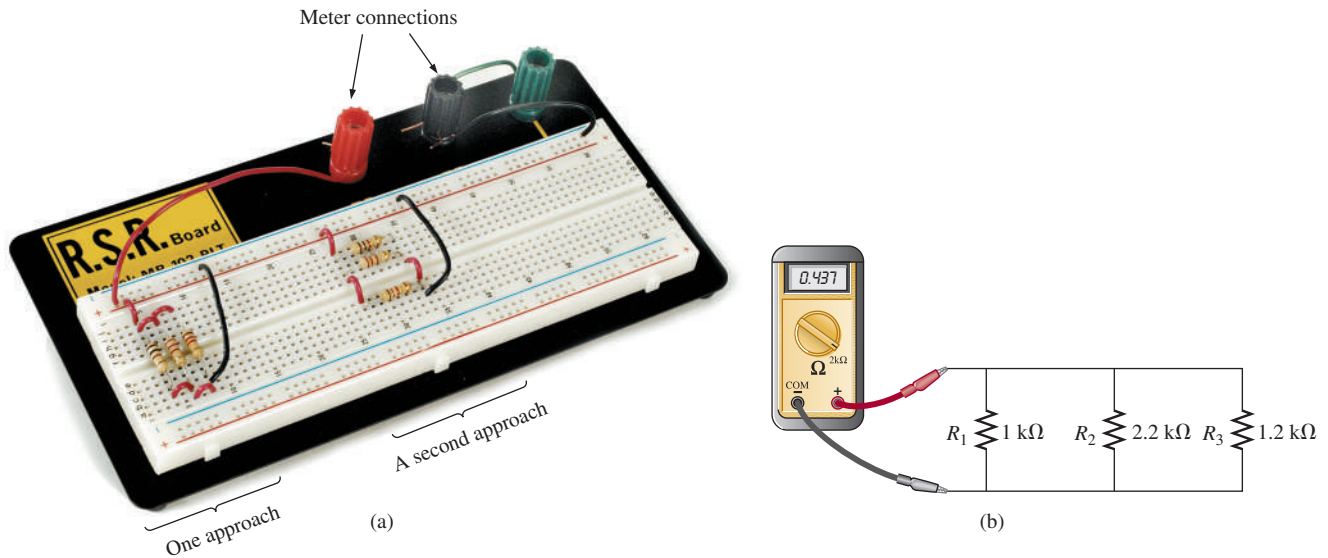 Meter connections
R.S.R. Board
One approach
A second approach
(a)
0.437
2kΩ
Ω
COM
+
R1 1 kΩ R2 2.2 kΩ R3 1.2 kΩ
(b)